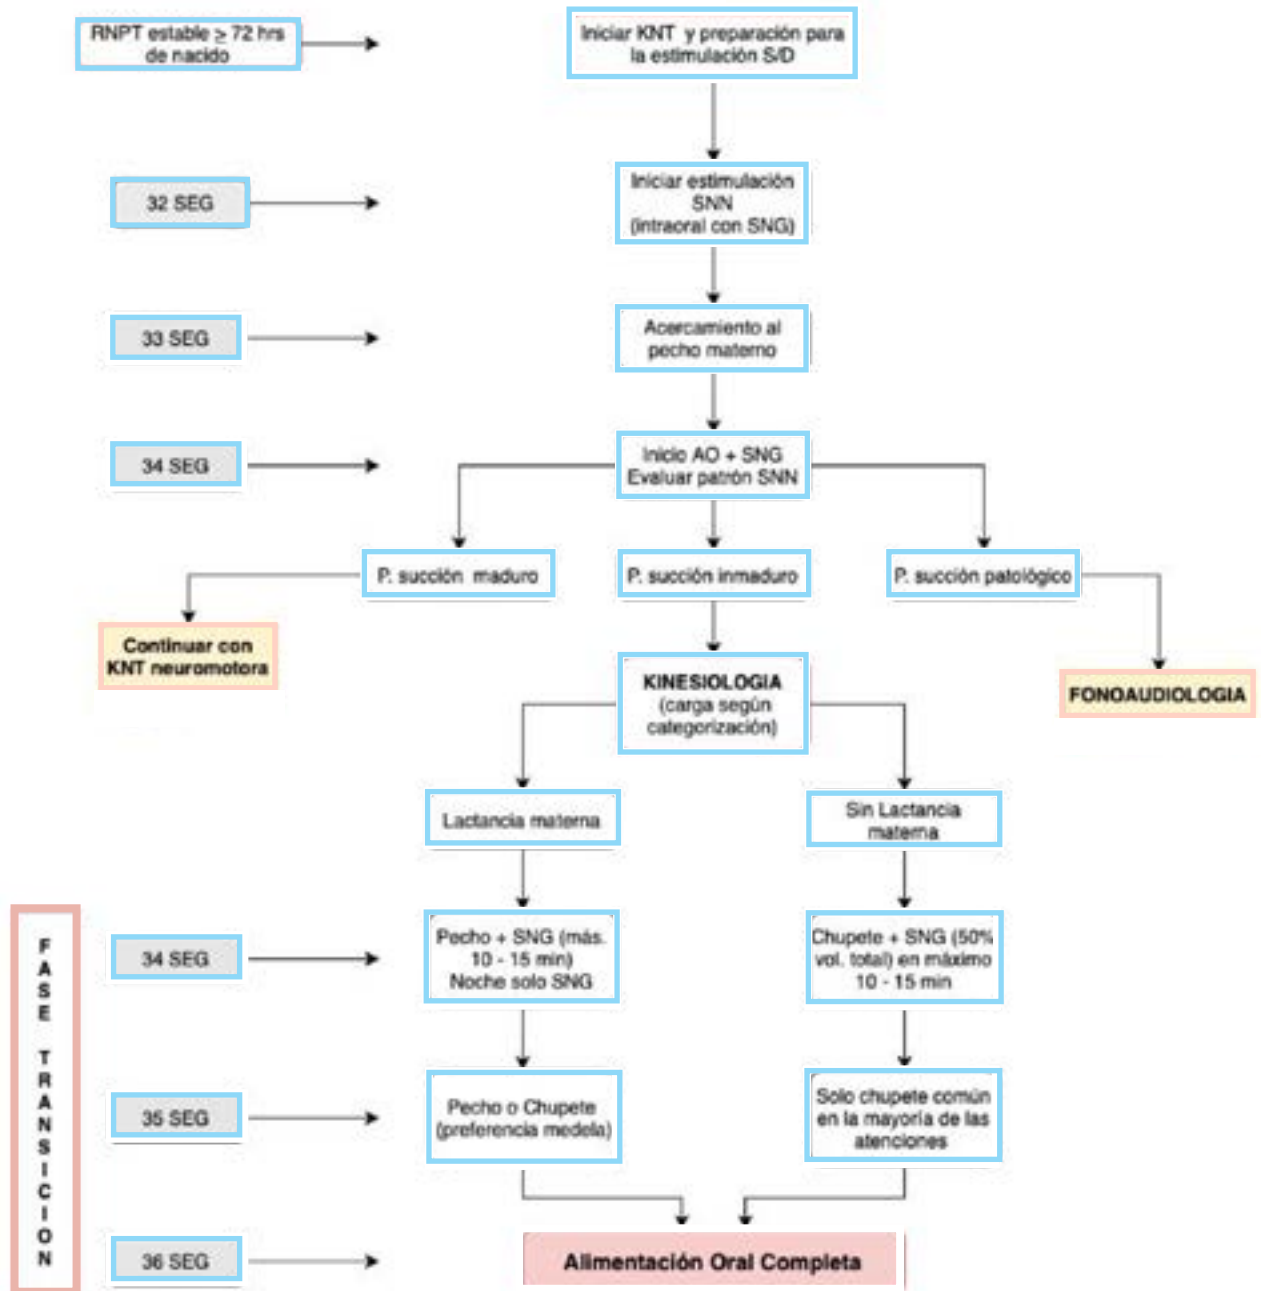 RNPT estable ≥ 72 hrs
de nacido
Iniciar KNT y preparación para
la estimulación S/D
32 SEG
Iniciar estimulación
SNN
(intraoral con SNG)
33 SEG
Acercamiento al
pecho materno
34 SEG
Inicio AO + SNG
Evaluar patrón SNN
P. succión maduro
P. succión inmaduro
P. succión patológico
Continuar con
KNT neuromotora
KINESIOLOGIA
(carga según
categorización)
FONOAUDIOLOGIA
Lactancia materna
Sin Lactancia
materna
FASE TRANSICION
34 SEG
Pecho + SNG (más.
10 - 15 min)
Noche solo SNG
Chupete + SNG (50%
vol. total) en máximo
10 - 15 min
35 SEG
Pecho o Chupete
(preferencia medela)
Solo chupete común
en la mayoría de las
atenciones
36 SEG
Alimentación Oral Completa